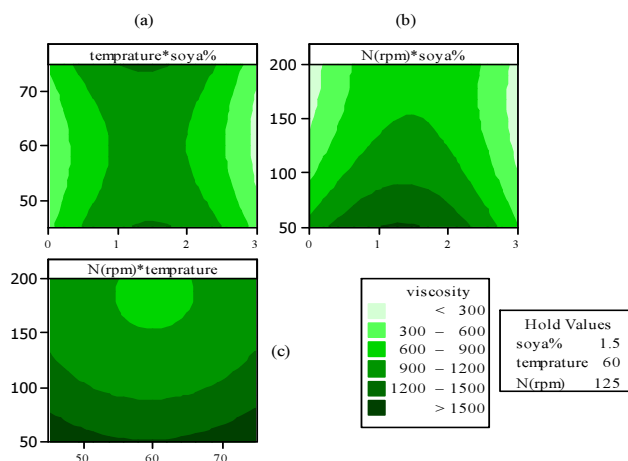 (a)
(b)
temprature*soya%
N(rpm)*soya%
70
60
50
0 1 2 3
200
150
100
50
0 1 2 3
N(rpm)*temprature
200
150
100
50
50 60 70
(c)
viscosity
< 300
300 – 600
600 – 900
900 – 1200
1200 – 1500
> 1500
Hold Values
soya% 1.5
temprature 60
N(rpm) 125